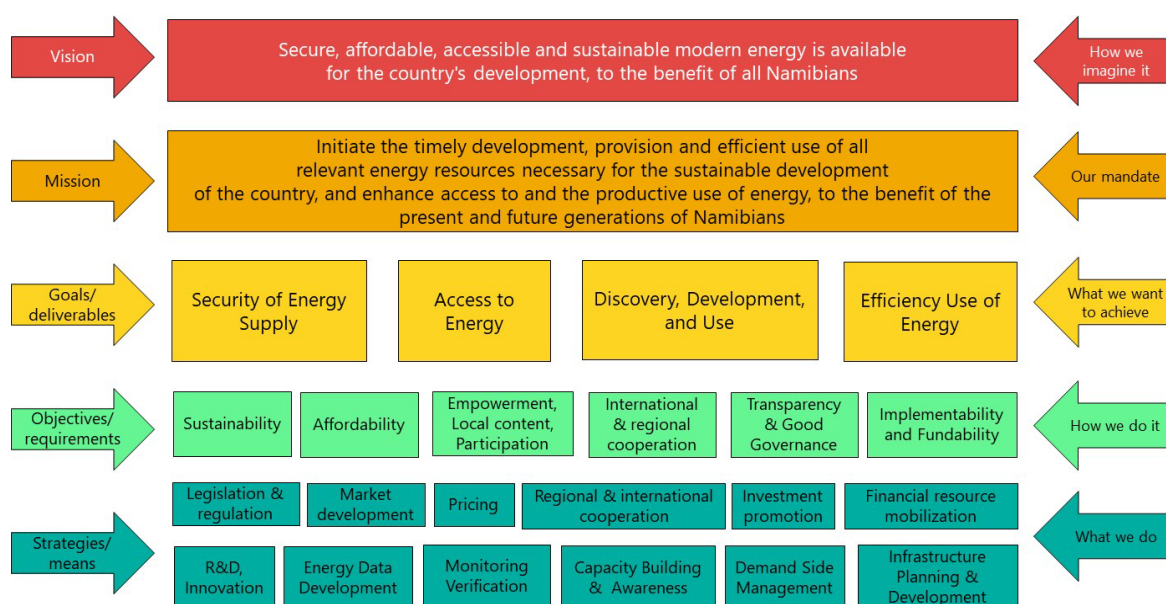 Vision
Secure, affordable, accessible and sustainable modern energy is available
for the country's development, to the benefit of all Namibians
How we
imagine it
Mission
Initiate the timely development, provision and efficient use of all
relevant energy resources necessary for the sustainable development
of the country, and enhance access to and the productive use of energy, to the benefit of the
present and future generations of Namibians
Our mandate
Goals/
deliverables
Security of Energy
Supply
Access to
Energy
Discovery, Development,
and Use
Efficiency Use of
Energy
What we want
to achieve
Objectives/
requirements
Sustainability
Affordability
Empowerment,
Local content,
Participation
International
& regional
cooperation
Transparency
& Good
Governance
Implementability
and Fundability
How we do it
Strategies/
means
Legislation &
regulation
Market
development
Pricing
Regional & international
cooperation
Investment
promotion
Financial resource
mobilization
R&D,
Innovation
Energy Data
Development
Monitoring
Verification
Capacity Building
& Awareness
Demand Side
Management
Infrastructure
Planning &
Development
What we do